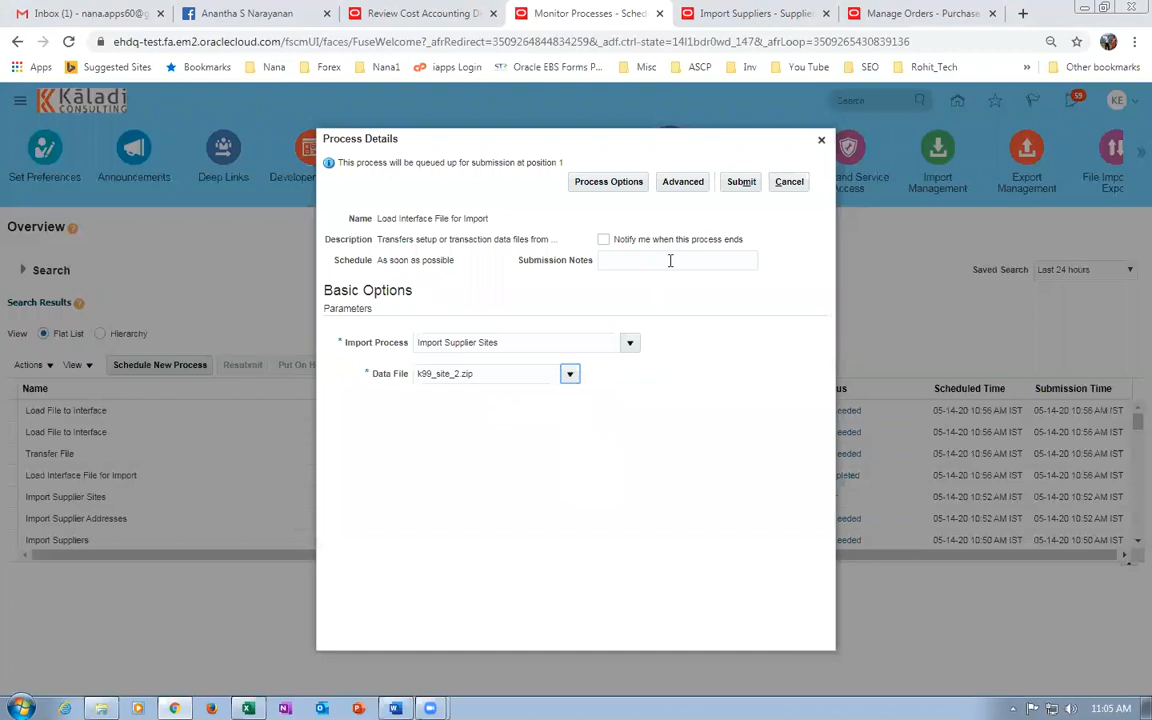 Inbox (1) - nana.apps60@g
Anantha S Narayanan
Review Cost Accounting D
Monitor Processes - Sched
Import Suppliers - Supplie
Manage Orders - Purchase
ehdq-test.fa.em2.oraclecloud.com/fscmUI/faces/FuseWelcome?_afrRedirect=3509264844834259&_adf.ctrl-state=14l1bdr0wd_147&_afrLoop=3509265430839136
Apps
Suggested Sites
Bookmarks
Nana
Forex
Nana1
iapps Login
Oracle EBS Forms P...
Misc
ASCP
Inv
You Tube
SEO
Rohit_Tech
»
Other bookmarks
Kaladi
CONSULTING
Search
59
KE
Set Preferences
Announcements
Deep Links
Developer
and Service
Access
Import
Management
Export
Management
File Impo
Expo
Overview
Search
Saved Search Last 24 hours
Search Results
View Flat List Hierarchy
Actions View Schedule New Process Resubmit Put On H
Name
us
Scheduled Time
Submission Time
Load File to Interface
eeded
05-14-20 10:56 AM IST
05-14-20 10:56 AM IST
Load File to Interface
eeded
05-14-20 10:56 AM IST
05-14-20 10:56 AM IST
Transfer File
eeded
05-14-20 10:56 AM IST
05-14-20 10:56 AM IST
Load Interface File for Import
pleted
05-14-20 10:56 AM IST
05-14-20 10:56 AM IST
Import Supplier Sites
05-14-20 10:52 AM IST
05-14-20 10:52 AM IST
Import Supplier Addresses
eeded
05-14-20 10:52 AM IST
05-14-20 10:52 AM IST
Import Suppliers
eeded
05-14-20 10:50 AM IST
05-14-20 10:50 AM IST
Process Details
This process will be queued up for submission at position 1
Process Options
Advanced
Submit
Cancel
Name Load Interface File for Import
Description Transfers setup or transaction data files from ...
Notify me when this process ends
Schedule As soon as possible
Submission Notes
Basic Options
Parameters
* Import Process Import Supplier Sites
* Data File k99_site_2.zip
11:05 AM